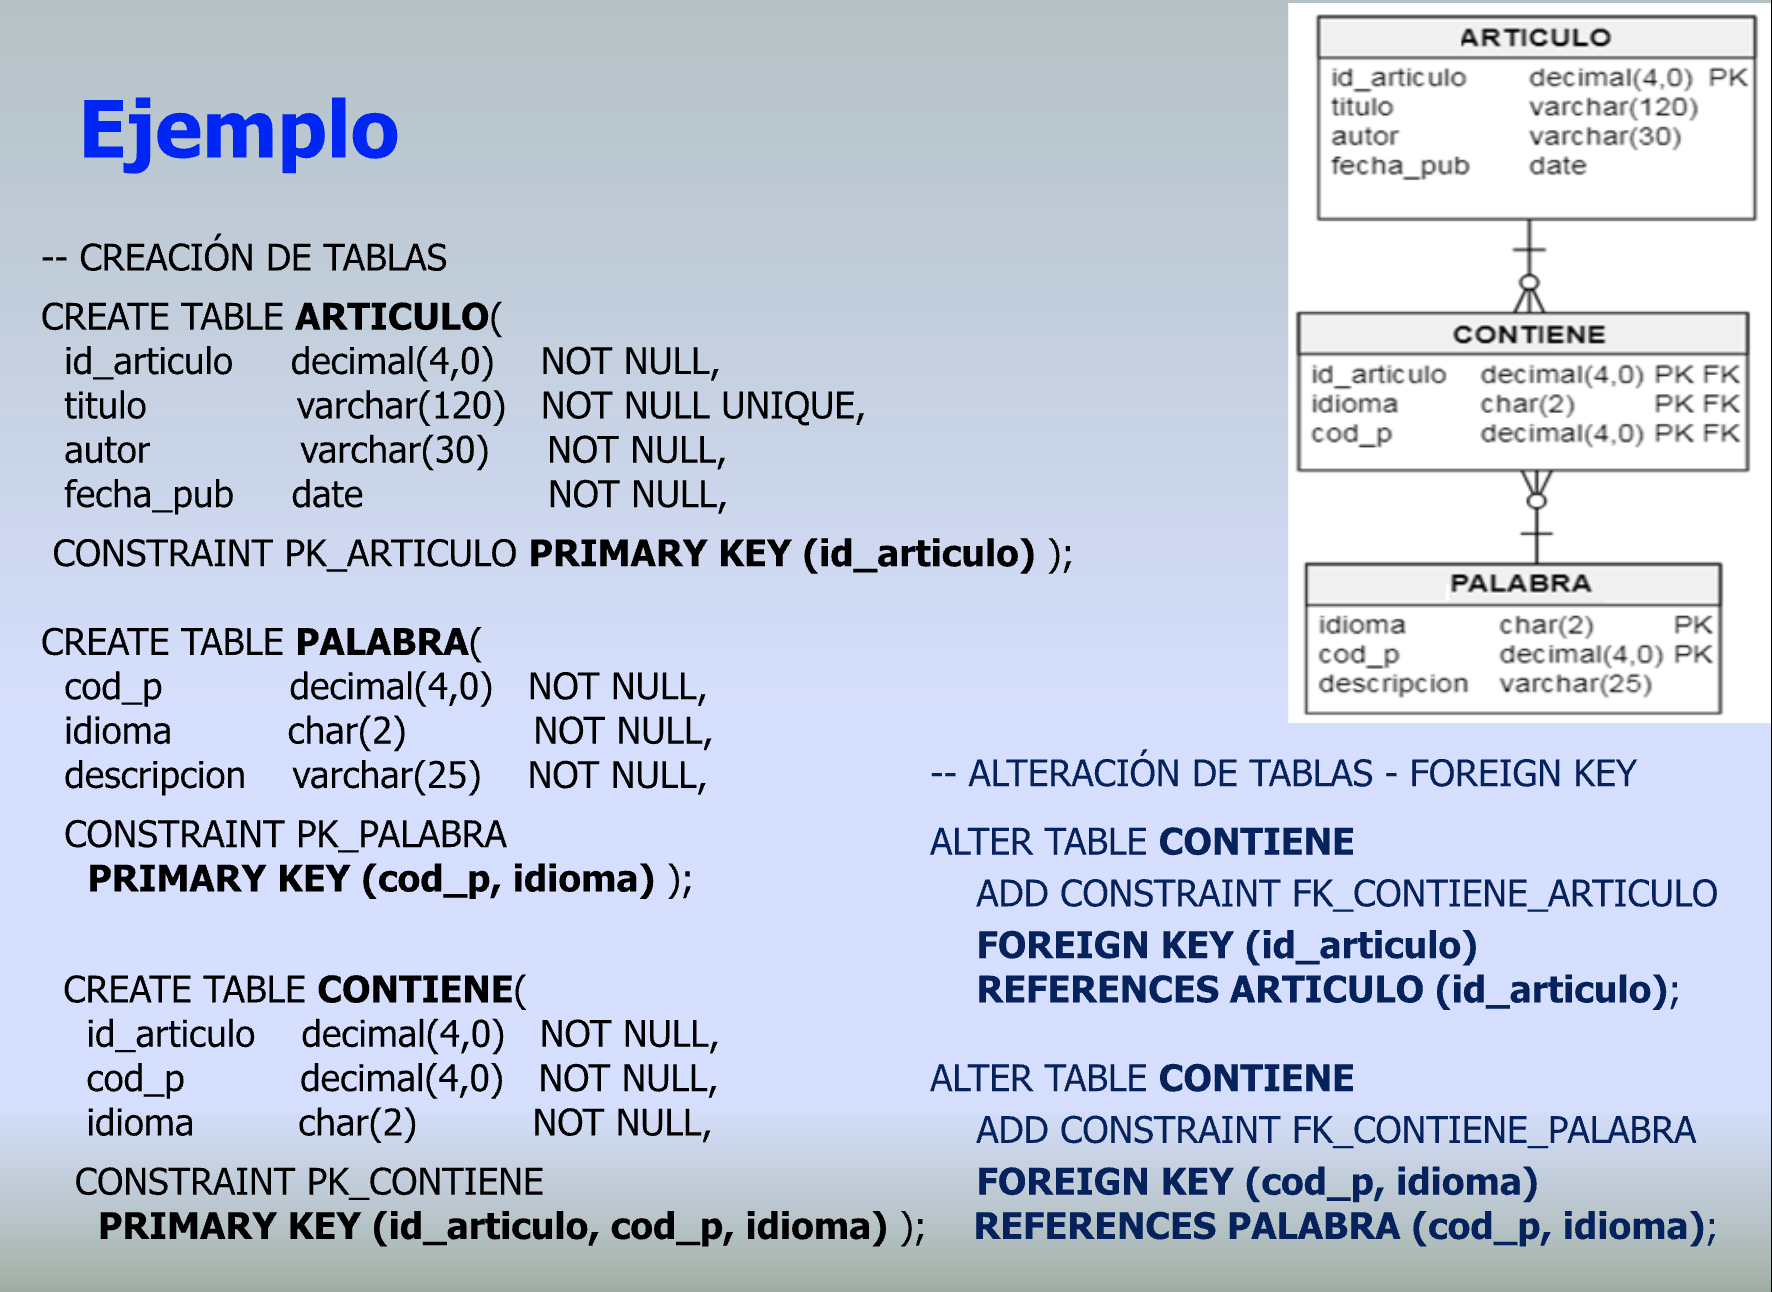 Ejemplo
-- CREACIÓN DE TABLAS
CREATE TABLE ARTICULO(
id_articulo decimal(4,0) NOT NULL,
titulo varchar(120) NOT NULL UNIQUE,
autor varchar(30) NOT NULL,
fecha_pub date NOT NULL,
CONSTRAINT PK_ARTICULO PRIMARY KEY (id_articulo) );
CREATE TABLE PALABRA(
cod_p decimal(4,0) NOT NULL,
idioma char(2) NOT NULL,
descripcion varchar(25) NOT NULL,
CONSTRAINT PK_PALABRA
PRIMARY KEY (cod_p, idioma) );
CREATE TABLE CONTIENE(
id_articulo decimal(4,0) NOT NULL,
cod_p decimal(4,0) NOT NULL,
idioma char(2) NOT NULL,
CONSTRAINT PK_CONTIENE
PRIMARY KEY (id_articulo, cod_p, idioma) );
ARTICULO
id_articulo decimal(4,0) PK
titulo varchar(120)
autor varchar(30)
fecha_pub date
CONTIENE
id_articulo decimal(4,0) PK FK
idioma char(2) PK FK
cod_p decimal(4,0) PK FK
PALABRA
idioma char(2) PK
cod_p decimal(4,0) PK
descripcion varchar(25)
-- ALTERACIÓN DE TABLAS - FOREIGN KEY
ALTER TABLE CONTIENE
ADD CONSTRAINT FK_CONTIENE_ARTICULO
FOREIGN KEY (id_articulo)
REFERENCES ARTICULO (id_articulo);
ALTER TABLE CONTIENE
ADD CONSTRAINT FK_CONTIENE_PALABRA
FOREIGN KEY (cod_p, idioma)
REFERENCES PALABRA (cod_p, idioma);